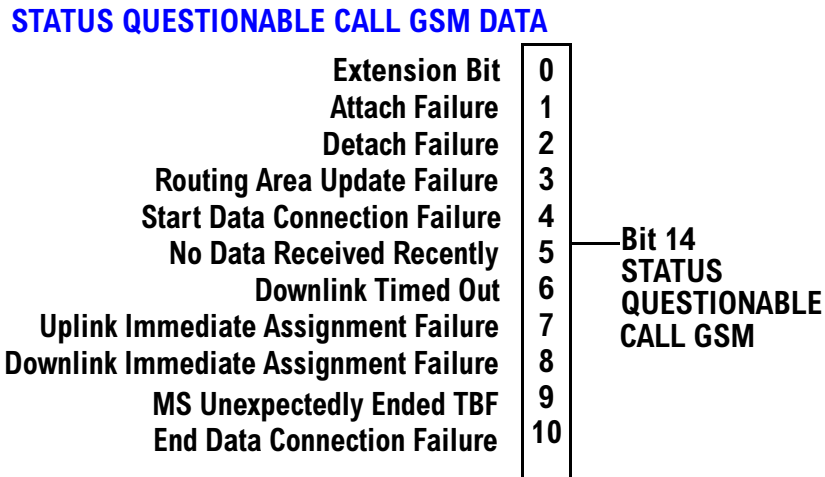 STATUS QUESTIONABLE CALL GSM DATA
Extension Bit 0
Attach Failure 1
Detach Failure 2
Routing Area Update Failure 3
Start Data Connection Failure 4
No Data Received Recently 5
Downlink Timed Out 6
Uplink Immediate Assignment Failure 7
Downlink Immediate Assignment Failure 8
MS Unexpectedly Ended TBF 9
End Data Connection Failure 10
Bit 14
STATUS
QUESTIONABLE
CALL GSM